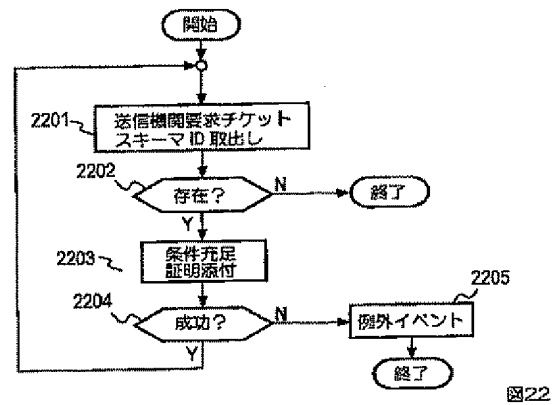 開始
2201
送信機関要求チケット
スキーマ ID 取出し
2202
存在?
N
終了
Y
2203
条件充足
証明添付
2205
2204
成功?
N
例外イベント
Y
終了
図22